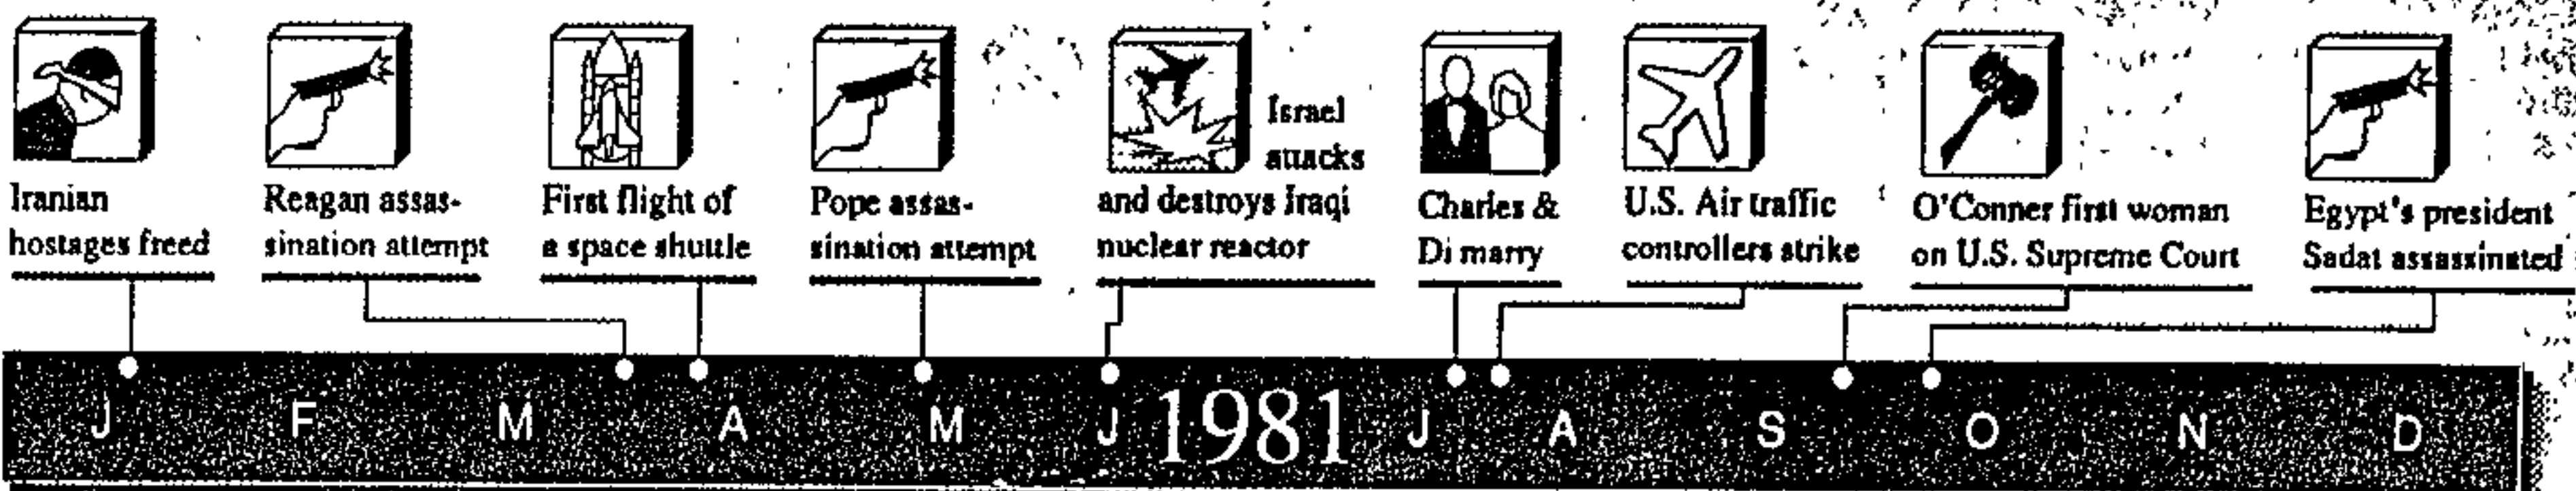 Iranian
hostages freed
Reagan assas-
sination attempt
First flight of
a space shuttle
Pope assas-
sination attempt
Israel
attacks
and destroys Iraqi
nuclear reactor
Charles &
Di marry
U.S. Air traffic
controllers strike
O'Conner first woman
on U.S. Supreme Court
Egypt's president
Sadat assassinated
J F M A M J 1981 J A S O N D